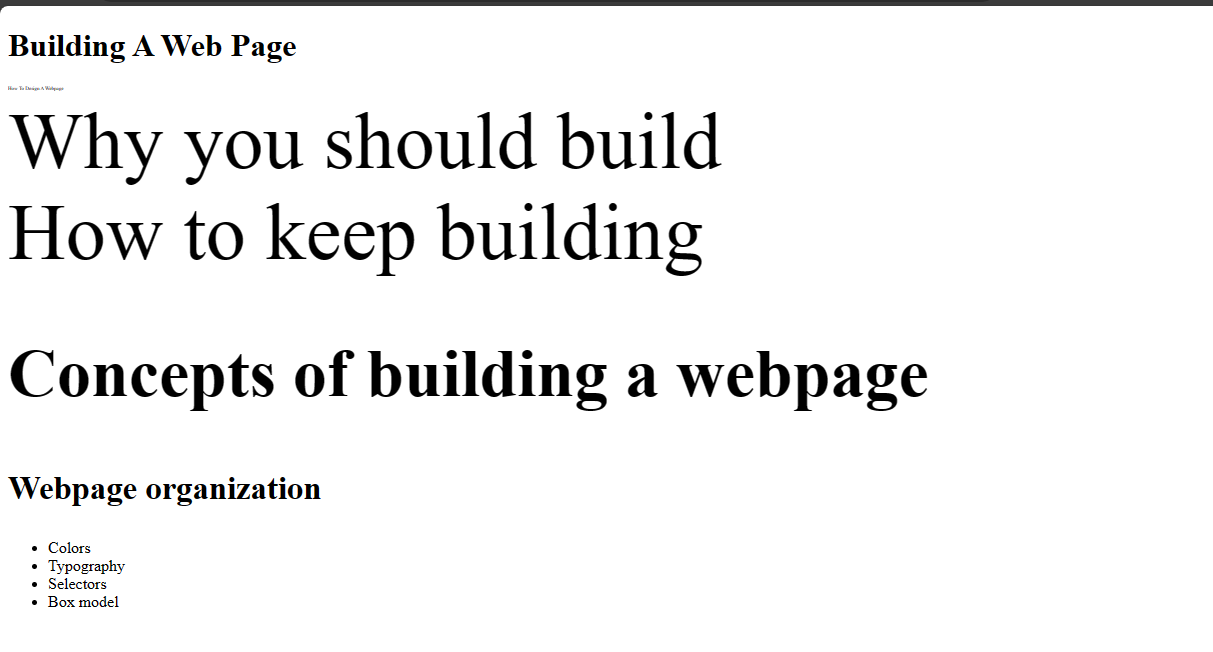 Building A Web Page
How To Design A Webpage
Why you should build
How to keep building
Concepts of building a webpage
Webpage organization
Colors
Typography
Selectors
Box model